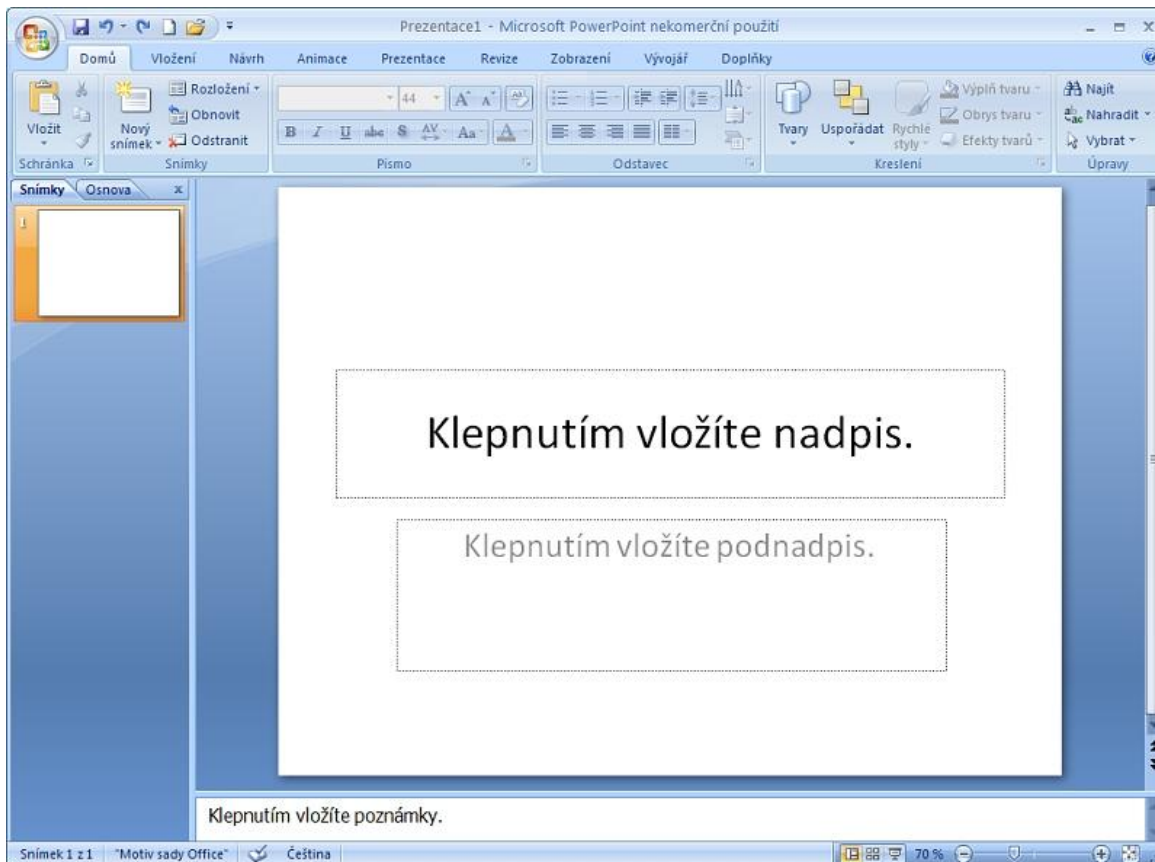 Prezentace1 - Microsoft PowerPoint nekomerční použití
Domů Vložení Návrh Animace Prezentace Revize Zobrazení Vývojář Doplňky
Vložit
Schránka
Nový snímek
Rozložení
Obnovit
Odstranit
Snímky
44
B I U abc S AV Aa A
Písmo
Odstavec
Tvary
Uspořádat
Rychlé styly
Výplň tvaru
Obrys tvaru
Efekty tvarů
Kreslení
Najít
Nahradit
Vybrat
Úpravy
Snímky Osnova x
1
Klepnutím vložíte nadpis.
Klepnutím vložíte podnadpis.
Klepnutím vložíte poznámky.
Snímek 1 z 1 "Motiv sady Office" Čeština 70 %